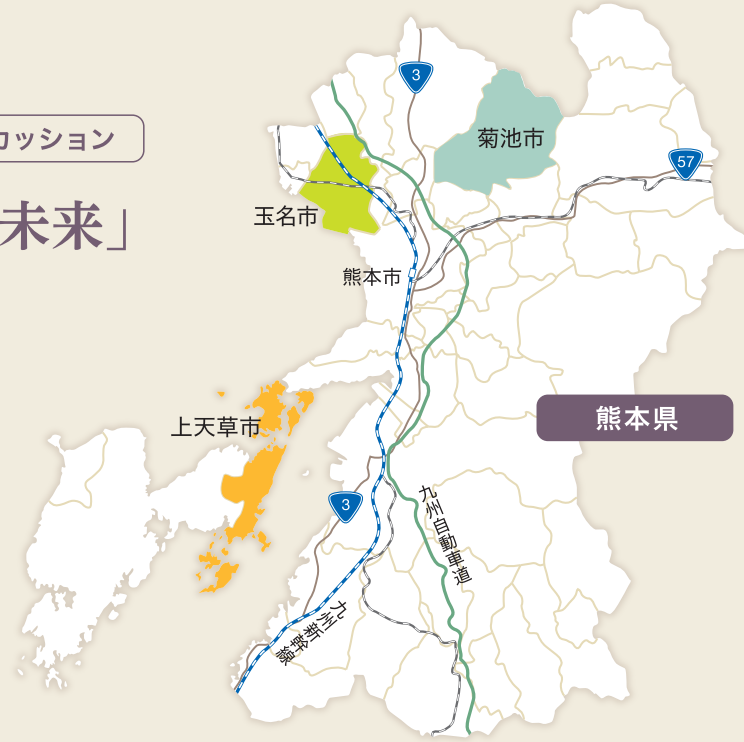 カッション
未来」
3
菊池市
57
玉名市
熊本市
熊本県
上天草市
3
九州自動車道
九州新幹線